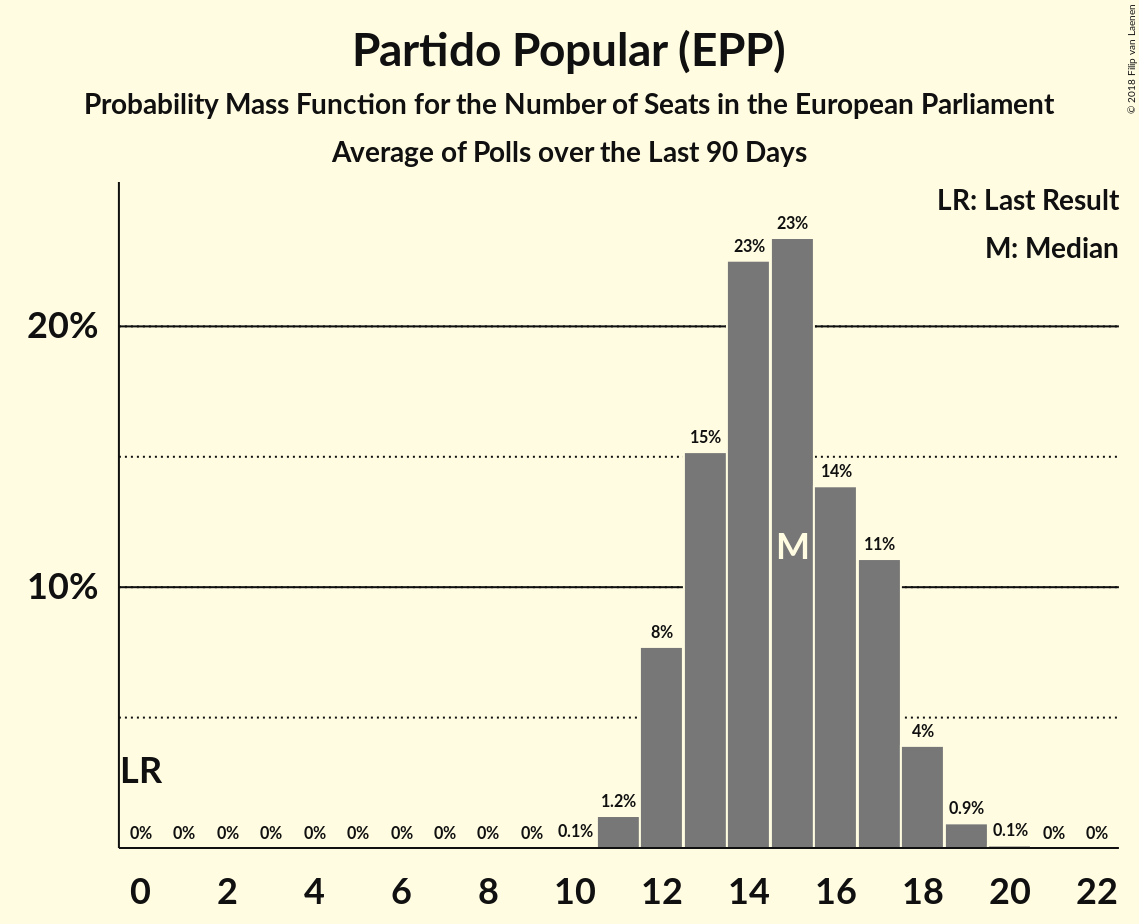 Partido Popular (EPP)
Probability Mass Function for the Number of Seats in the European Parliament
Average of Polls over the Last 90 Days
© 2018 Filip van Laenen
LR: Last Result
M: Median
20%
10%
LR
M
0% 0% 0% 0% 0% 0% 0% 0% 0% 0% 0.1% 1.2% 8% 15% 23% 23% 14% 11% 4% 0.9% 0.1% 0% 0%
0 2 4 6 8 10 12 14 16 18 20 22